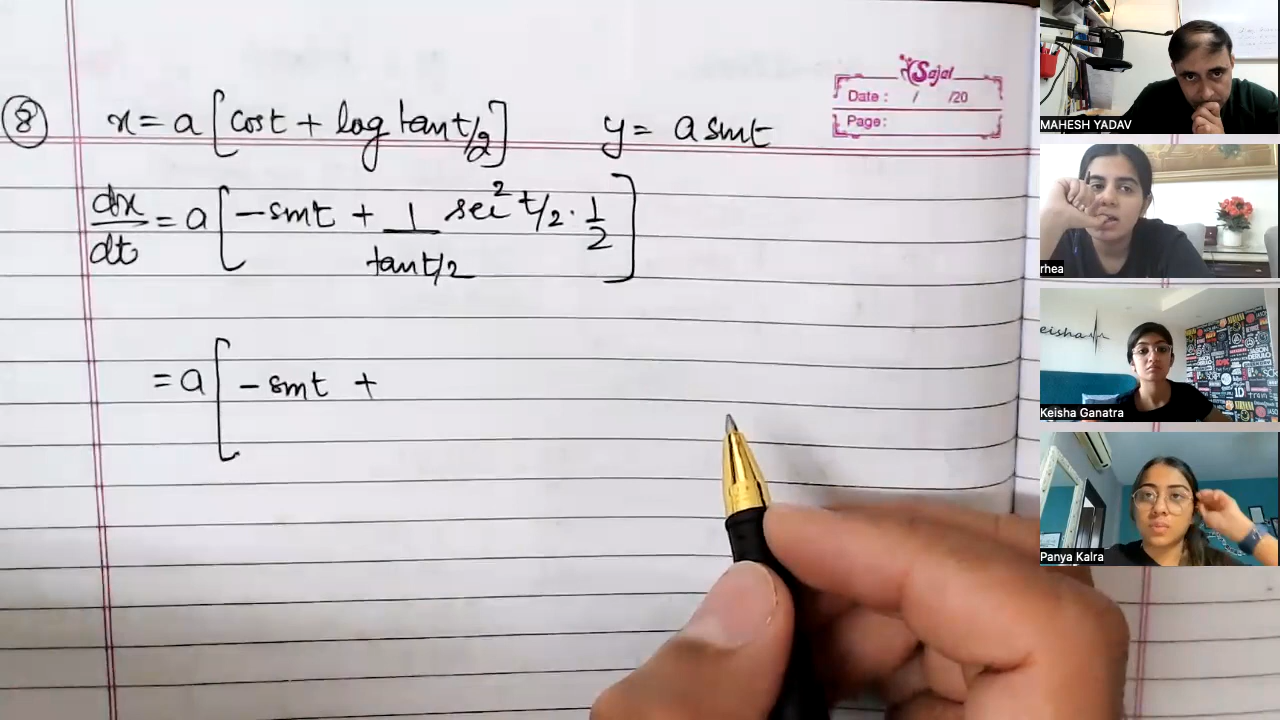 ⑧ x = a [cost + log tan t/2] y = a sint
Sajal
Date : / /20
Page:
dx/dt = a [-sint + 1/tan t/2 sec² t/2 · 1/2]
= a [ -sint +
MAHESH YADAV
rhea
eisha
Keisha Ganatra
Panya Kalra